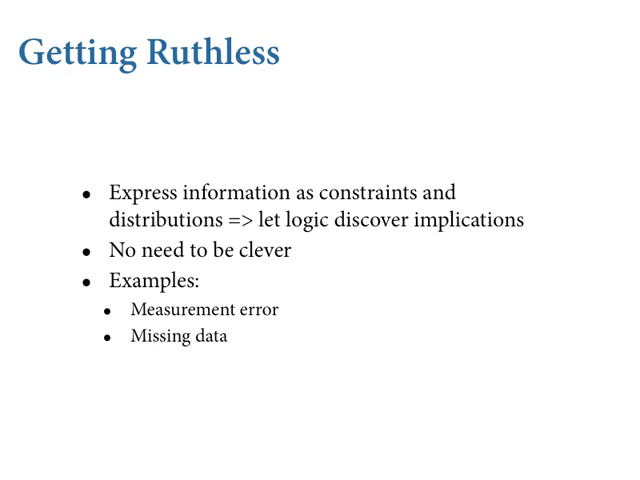 Getting Ruthless
• Express information as constraints and
distributions => let logic discover implications
• No need to be clever
• Examples:
• Measurement error
• Missing data